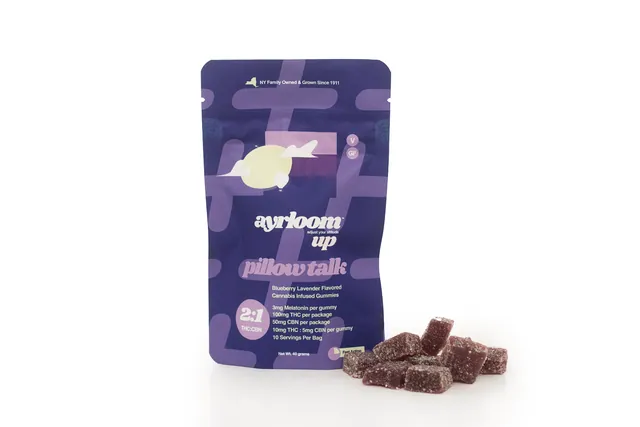 NY Family Owned & Grown Since 1911
V
GF
ayrloom
adjust your altitude
up
pillow talk
Blueberry Lavender Flavored
Cannabis Infused Gummies
2:1
THC:CBN
3mg Melatonin per gummy
100mg THC per package
50mg CBN per package
10mg THC : 5mg CBN per gummy
10 Servings Per Bag
Net Wt. 45 grams